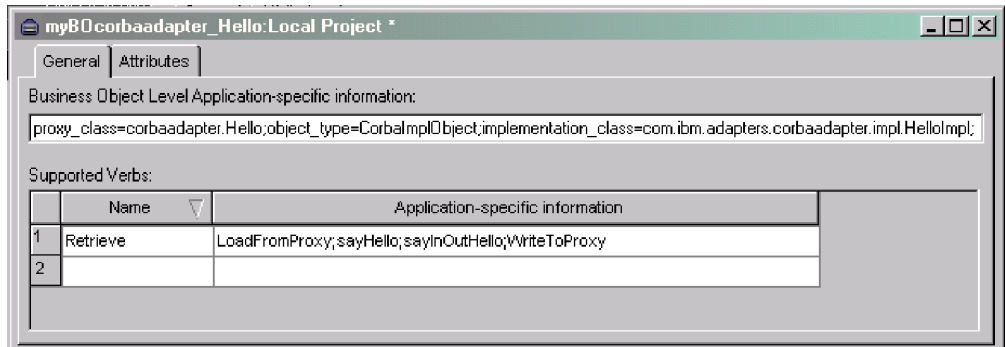 myBOcorbaadapter_Hello:Local Project *
General Attributes
Business Object Level Application-specific information:
proxy_class=corbaadapter.Hello;object_type=CorbaImplObject;implementation_class=com.ibm.adapters.corbaadapter.impl.HelloImpl;
Supported Verbs:
Name Application-specific information
1 Retrieve LoadFromProxy;sayHello;sayInOutHello;WriteToProxy
2